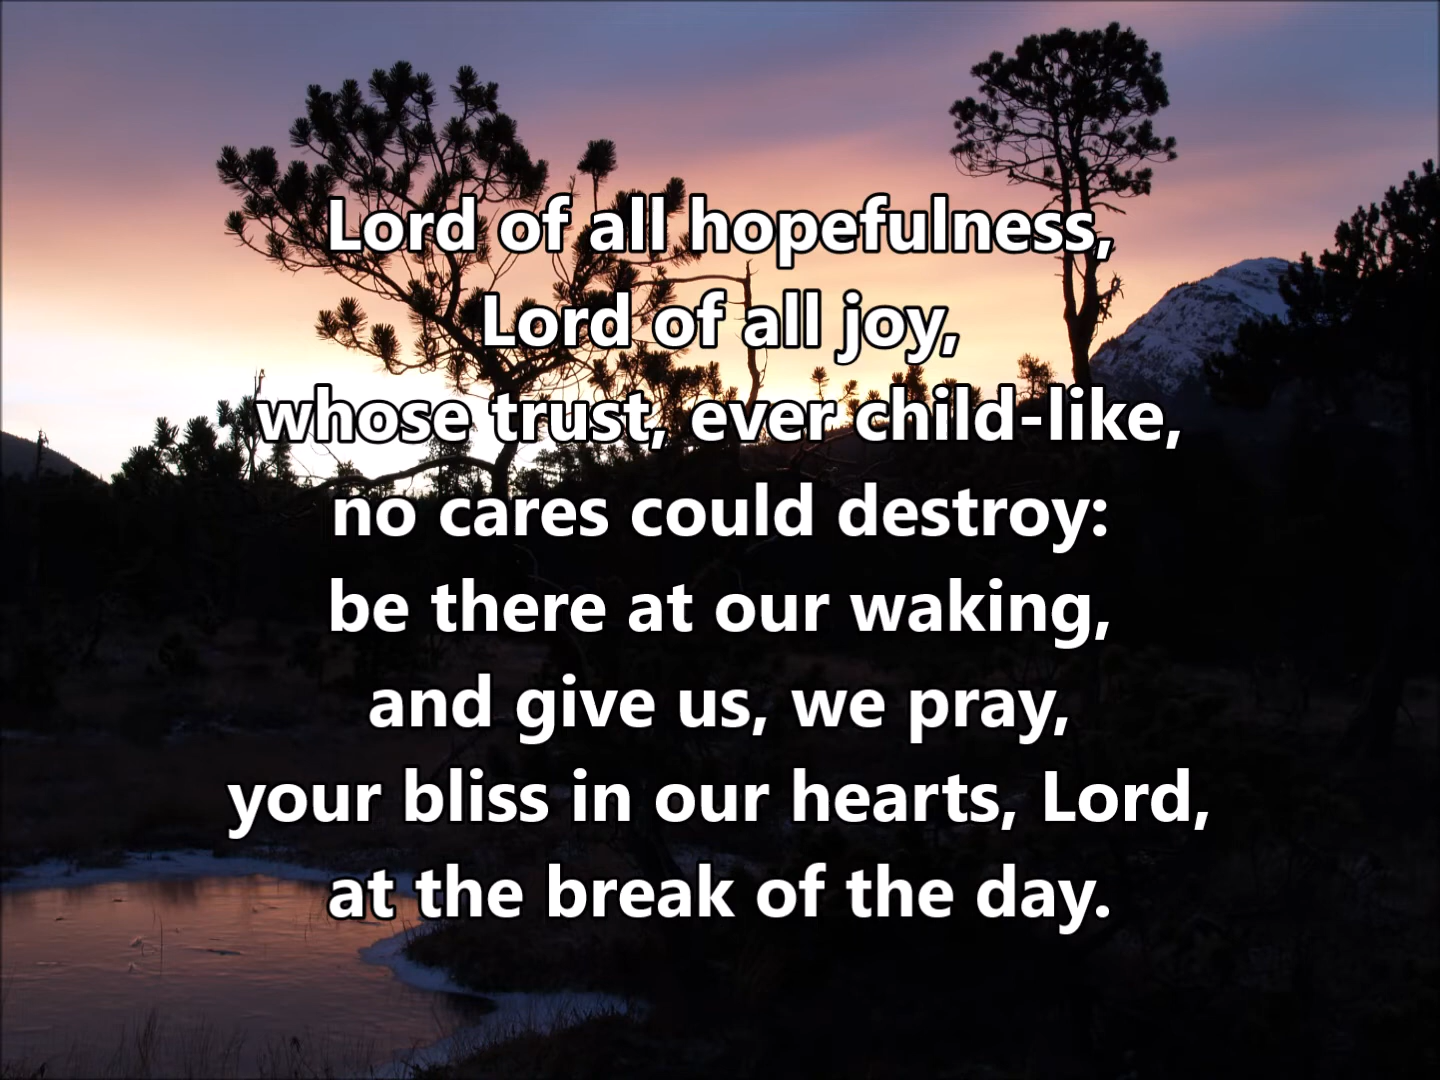 Lord of all hopefulness,
Lord of all joy,
whose trust, ever child-like,
no cares could destroy:
be there at our waking,
and give us, we pray,
your bliss in our hearts, Lord,
at the break of the day.